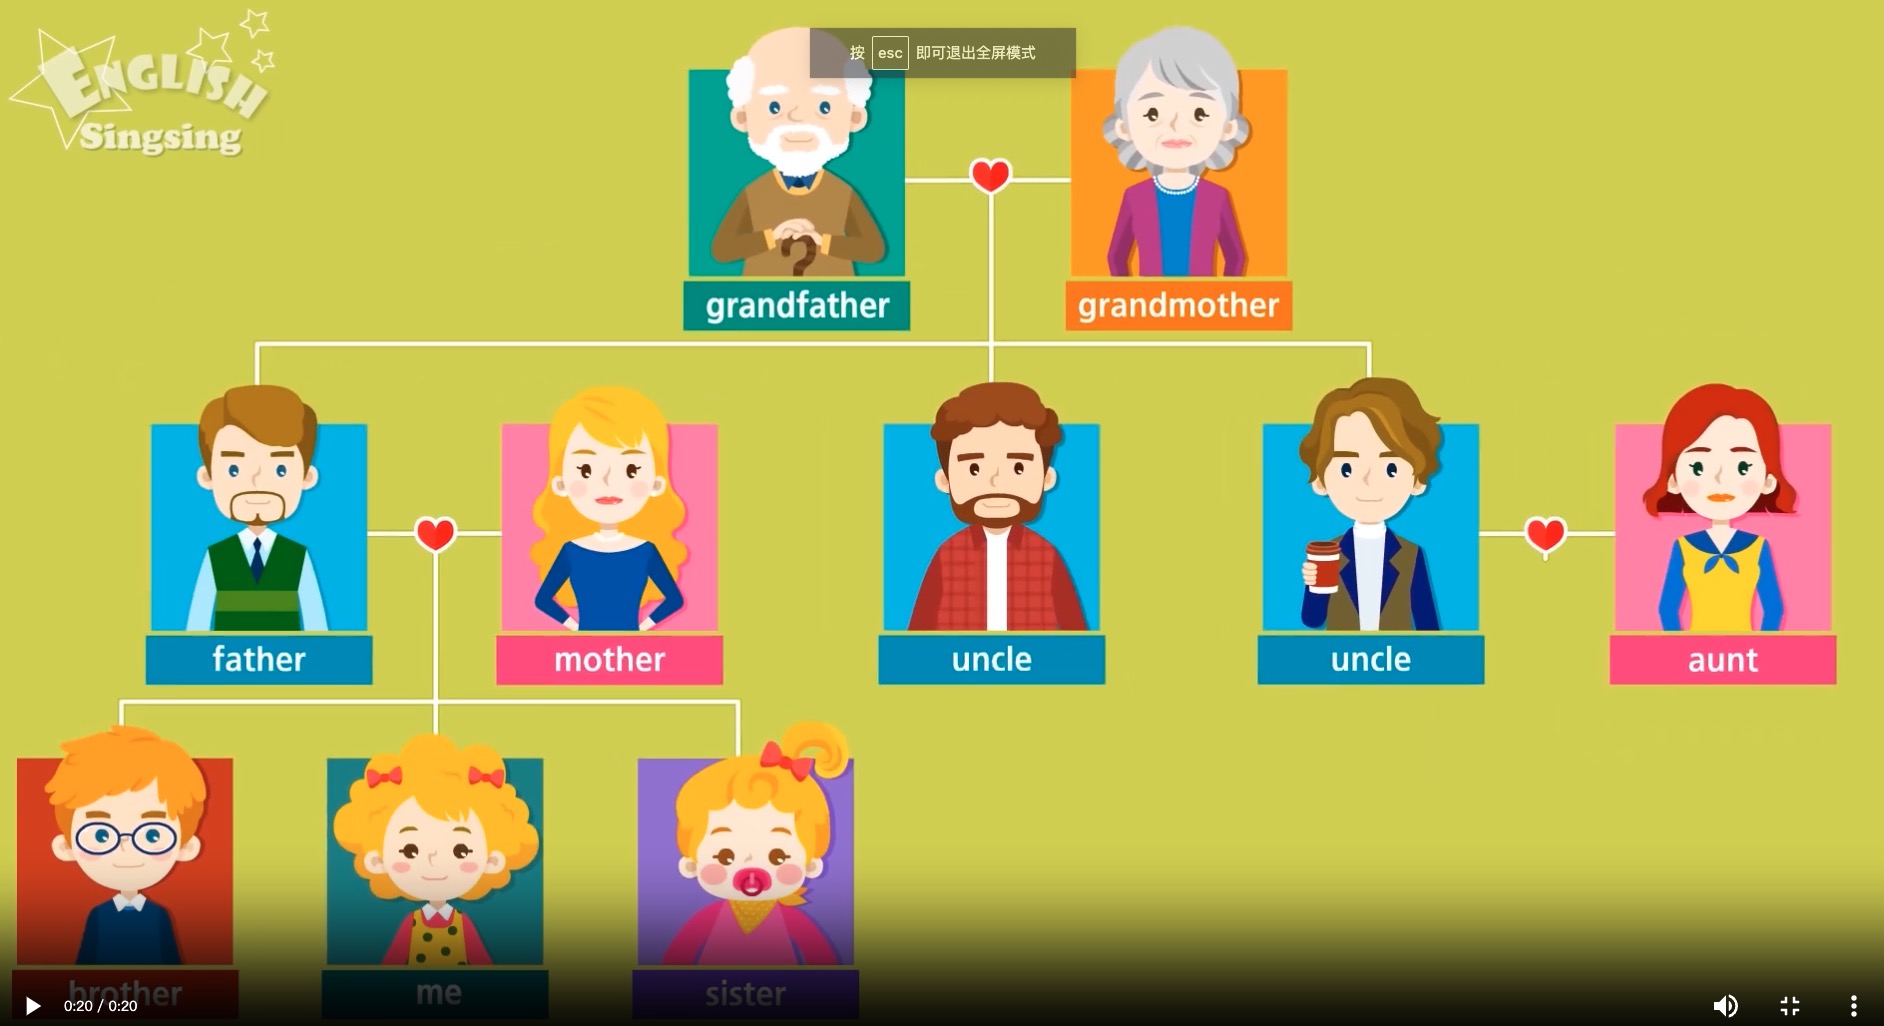 ENGLISH
Singsing
按 esc 即可退出全屏模式
grandfather
grandmother
father
mother
uncle
uncle
aunt
brother
me
sister
0:20 / 0:20